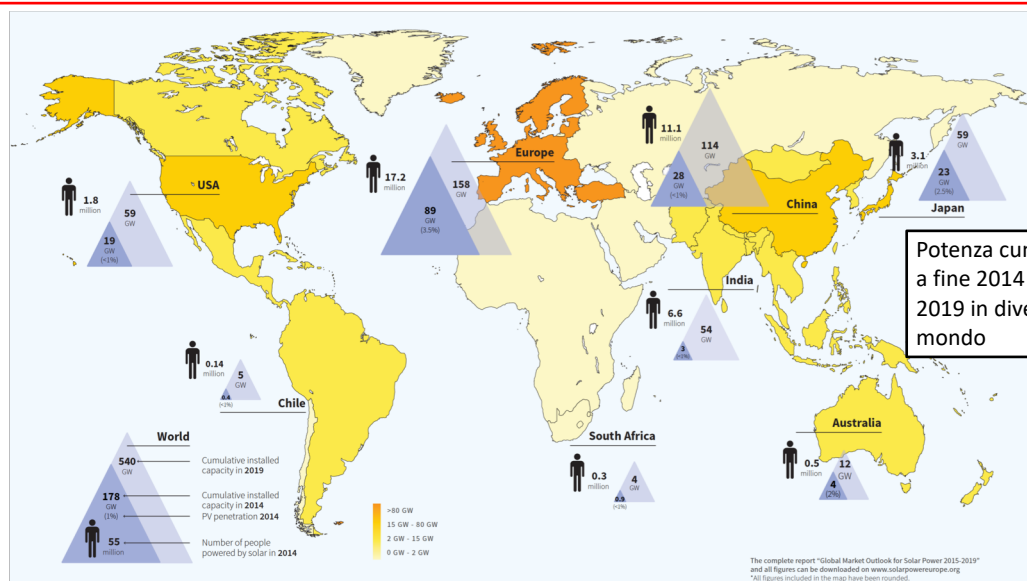 1.8
million
USA
59
GW
19
GW
(<1%)
17.2
million
Europe
158
GW
89
GW
(3.5%)
11.1
million
114
GW
28
GW
(<1%)
China
3.1
million
59
GW
23
GW
(2.5%)
Japan
Potenza cu
a fine 2014
2019 in dive
mondo
India
6.6
million
54
GW
3
(<1%)
0.14
million
5
GW
0.4
(<1%)
Chile
South Africa
0.3
million
4
GW
0.9
(<1%)
Australia
0.5
million
12
GW
4
(2%)
World
540
GW
Cumulative installed
capacity in 2019
178
GW
(1%)
Cumulative installed
capacity in 2014
PV penetration 2014
55
million
Number of people
powered by solar in 2014
>80 GW
15 GW - 80 GW
2 GW - 15 GW
0 GW - 2 GW
The complete report "Global Market Outlook for Solar Power 2015-2019"
and all figures can be downloaded on www.solarpowereurope.org
*All figures included in the map have been rounded.